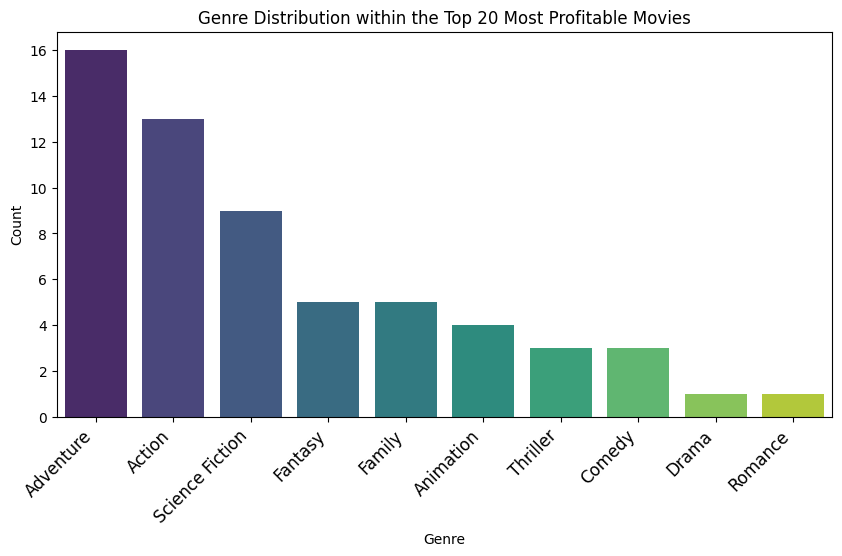 Genre Distribution within the Top 20 Most Profitable Movies
Count
16
14
12
10
8
6
4
2
0
Adventure
Action
Science Fiction
Fantasy
Family
Animation
Thriller
Comedy
Drama
Romance
Genre